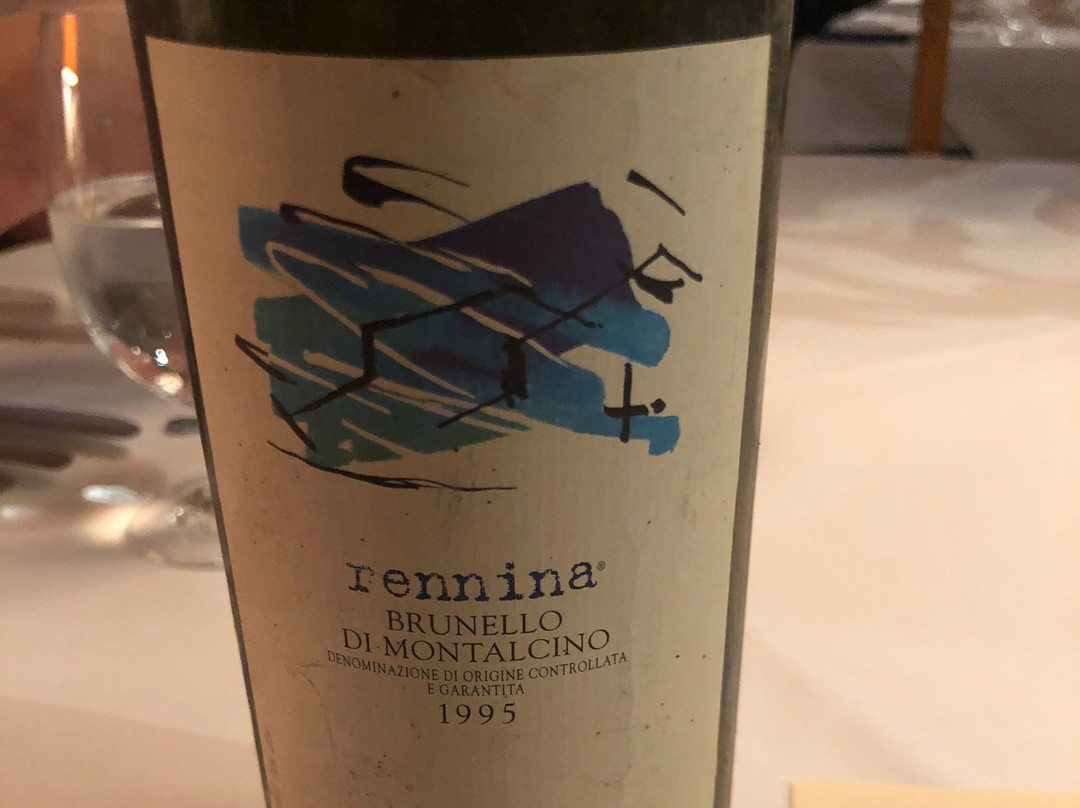 rennina®
BRUNELLO
DI MONTALCINO
DENOMINAZIONE DI ORIGINE CONTROLLATA
E GARANTITA
1995